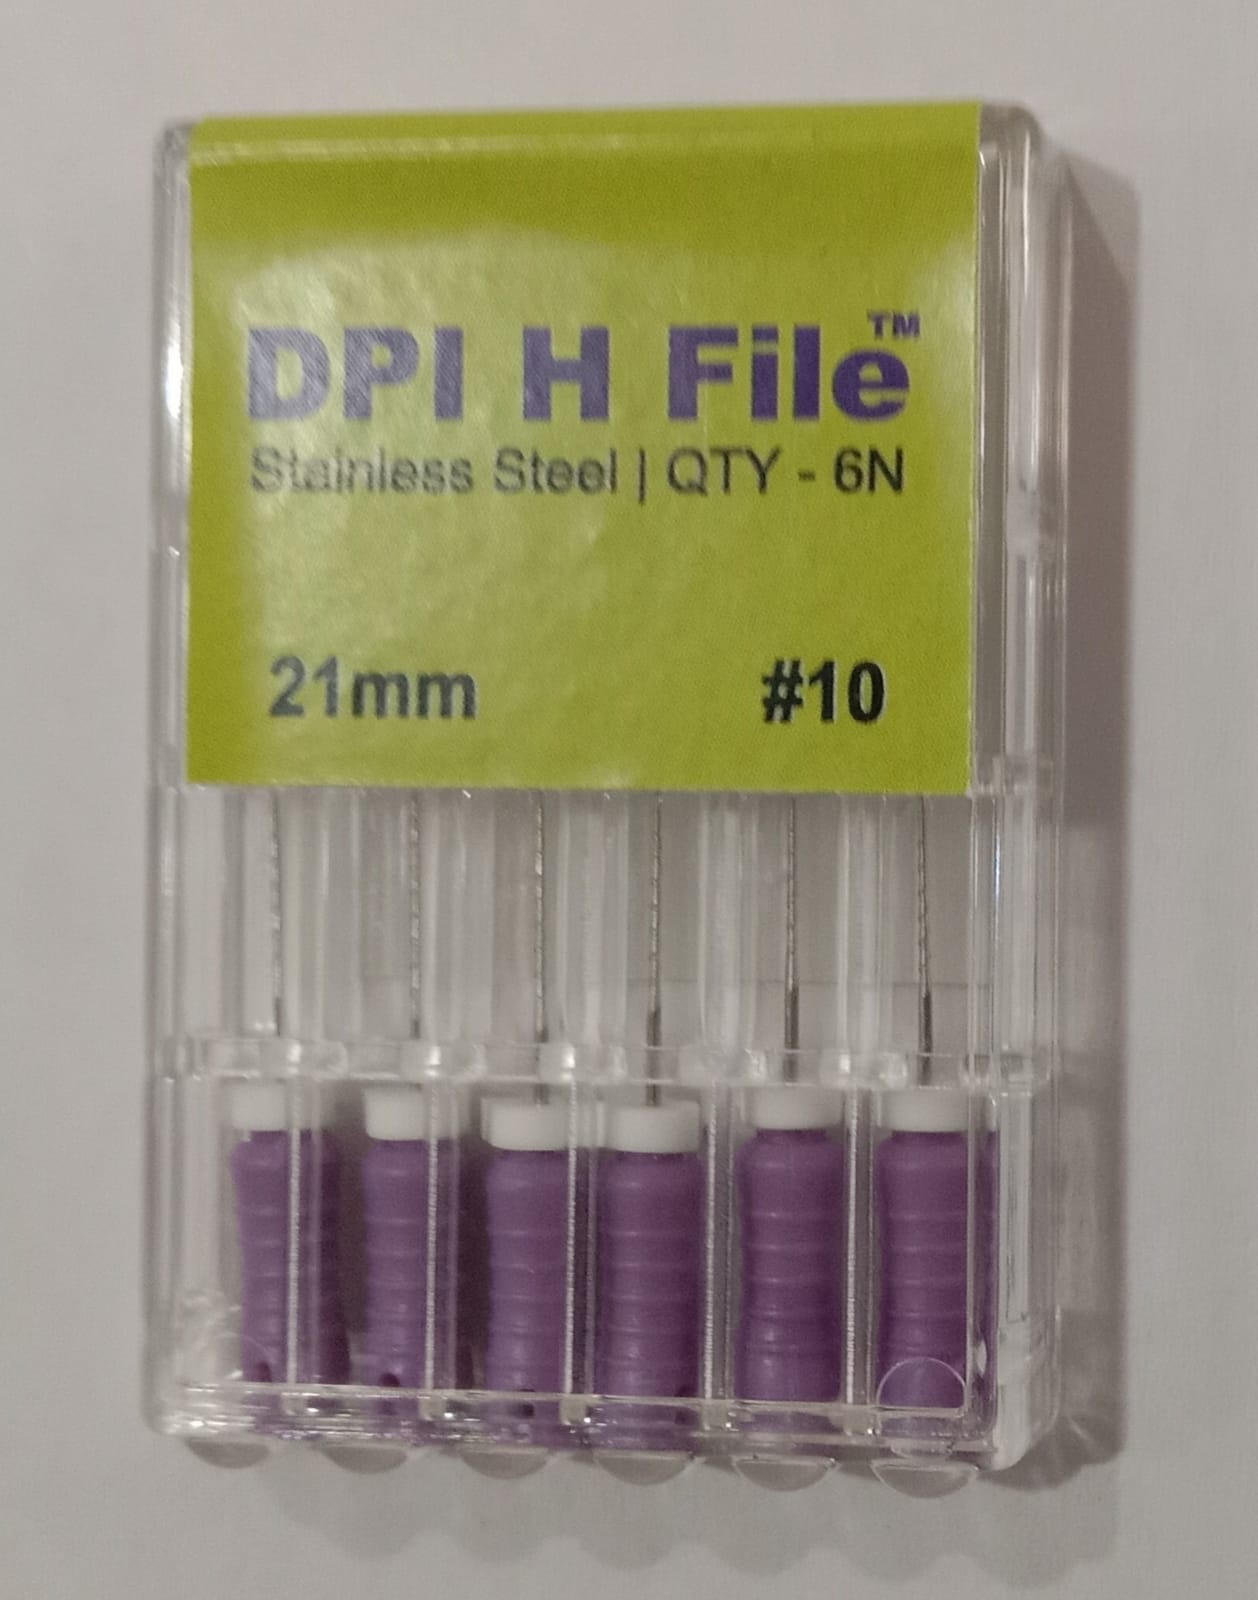 DPI H File™
Stainless Steel | QTY - 6N
21mm #10